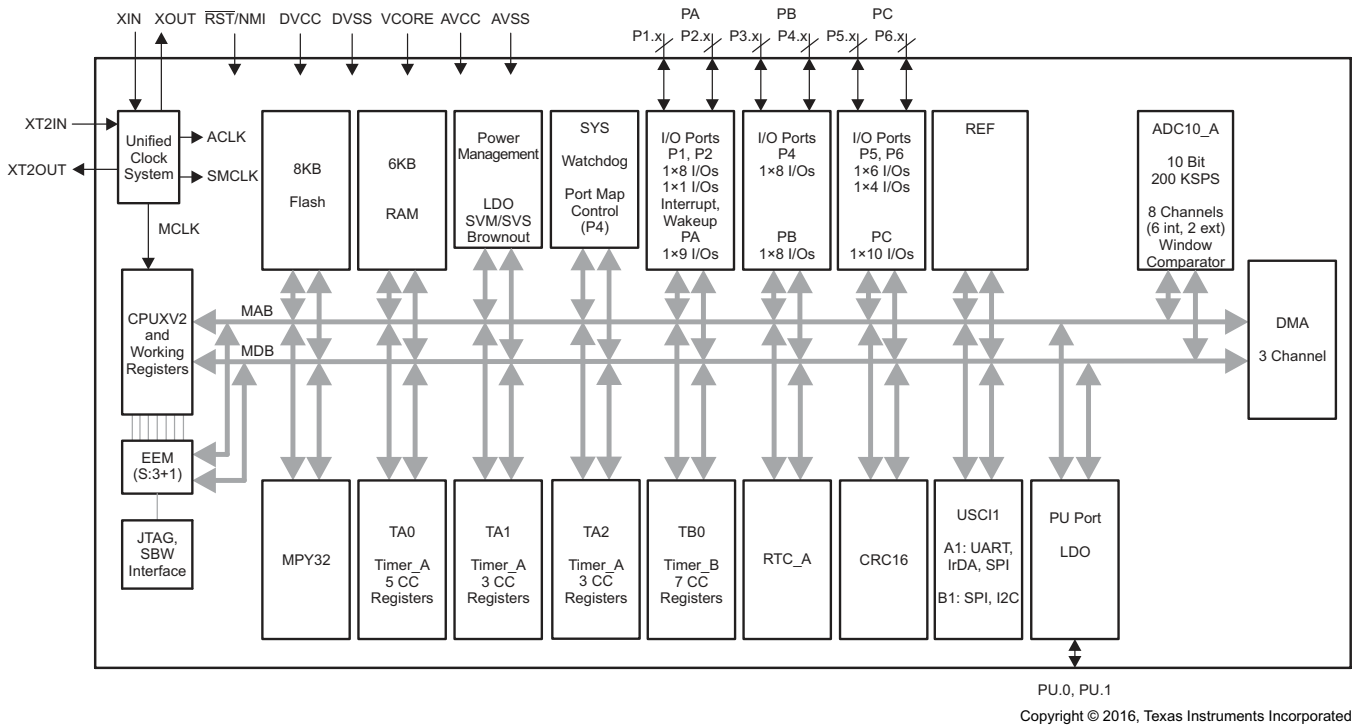 XIN XOUT RST/NMI DVCC DVSS VCORE AVCC AVSS
PA PB PC
P1.x P2.x P3.x P4.x P5.x P6.x
XT2IN
XT2OUT
Unified
Clock
System
ACLK
SMCLK
MCLK
8KB
Flash
6KB
RAM
Power
Management
LDO
SVM/SVS
Brownout
SYS
Watchdog
Port Map
Control
(P4)
I/O Ports
P1, P2
1×8 I/Os
1×1 I/Os
Interrupt,
Wakeup
PA
1×9 I/Os
I/O Ports
P4
1×8 I/Os
PB
1×8 I/Os
I/O Ports
P5, P6
1×6 I/Os
1×4 I/Os
PC
1×10 I/Os
REF
ADC10_A
10 Bit
200 KSPS
8 Channels
(6 int, 2 ext)
Window
Comparator
CPUXV2
and
Working
Registers
MAB
MDB
DMA
3 Channel
EEM
(S:3+1)
JTAG,
SBW
Interface
MPY32
TA0
Timer_A
5 CC
Registers
TA1
Timer_A
3 CC
Registers
TA2
Timer_A
3 CC
Registers
TB0
Timer_B
7 CC
Registers
RTC_A
CRC16
USCI1
A1: UART,
IrDA, SPI
B1: SPI, I2C
PU Port
LDO
PU.0, PU.1
Copyright © 2016, Texas Instruments Incorporated